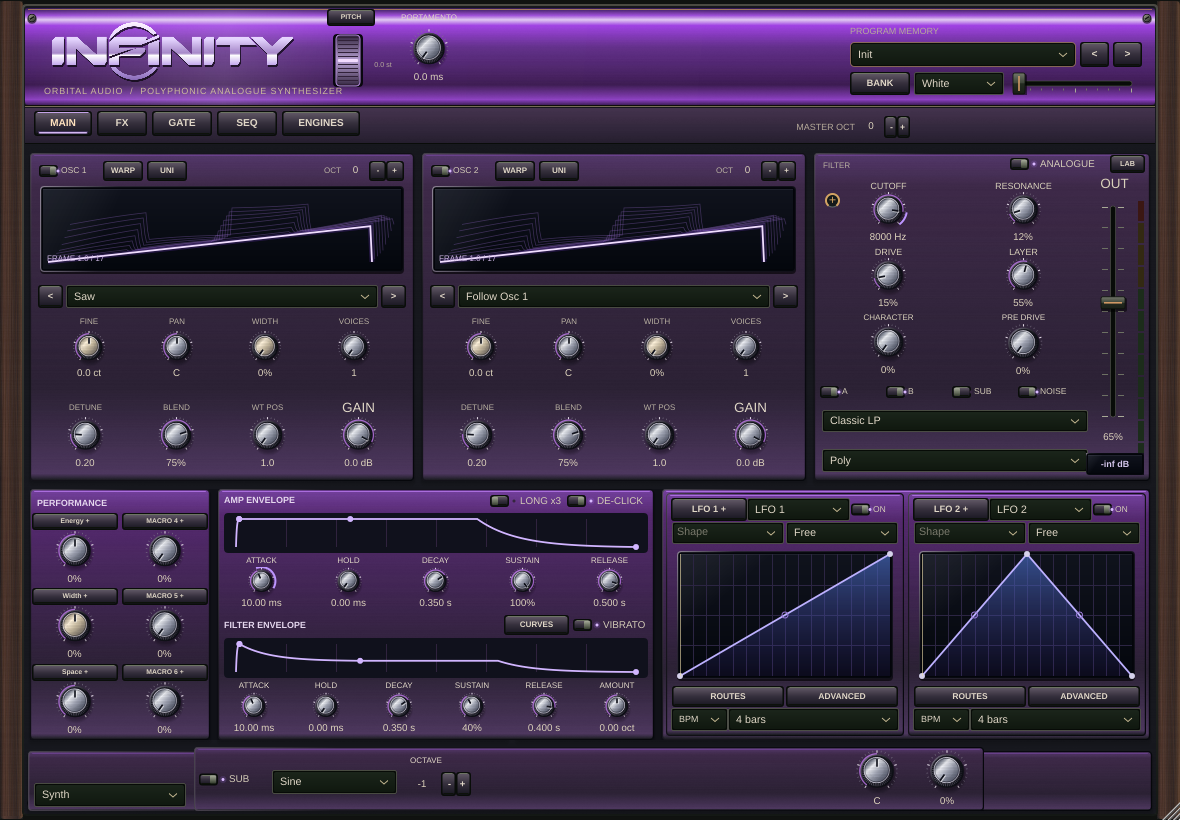 PITCH
PORTAMENTO
INFINITY
0.0 st
0.0 ms
ORBITAL AUDIO / POLYPHONIC ANALOGUE SYNTHESIZER
PROGRAM MEMORY
Init
<
>
BANK
White
MAIN
FX
GATE
SEQ
ENGINES
MASTER OCT
0
-
+
OSC 1
WARP
UNI
OCT
0
-
+
FRAME 1.0 / 17
<
Saw
>
FINE
PAN
WIDTH
VOICES
0.0 ct
C
0%
1
DETUNE
BLEND
WT POS
GAIN
0.20
75%
1.0
0.0 dB
OSC 2
WARP
UNI
OCT
0
-
+
FRAME 1.0 / 17
<
Follow Osc 1
>
FINE
PAN
WIDTH
VOICES
0.0 ct
C
0%
1
DETUNE
BLEND
WT POS
GAIN
0.20
75%
1.0
0.0 dB
FILTER
ANALOGUE
LAB
OUT
CUTOFF
RESONANCE
8000 Hz
12%
DRIVE
LAYER
15%
55%
CHARACTER
PRE DRIVE
0%
0%
A
B
SUB
NOISE
Classic LP
65%
Poly
-inf dB
PERFORMANCE
Energy +
MACRO 4 +
0%
0%
Width +
MACRO 5 +
0%
0%
Space +
MACRO 6 +
0%
0%
AMP ENVELOPE
LONG x3
DE-CLICK
ATTACK
HOLD
DECAY
SUSTAIN
RELEASE
10.00 ms
0.00 ms
0.350 s
100%
0.500 s
FILTER ENVELOPE
CURVES
VIBRATO
ATTACK
HOLD
DECAY
SUSTAIN
RELEASE
AMOUNT
10.00 ms
0.00 ms
0.350 s
40%
0.400 s
0.00 oct
LFO 1 +
LFO 1
ON
Shape
Free
ROUTES
ADVANCED
BPM
4 bars
LFO 2 +
LFO 2
ON
Shape
Free
ROUTES
ADVANCED
BPM
4 bars
Synth
SUB
Sine
OCTAVE
-1
-
+
C
0%